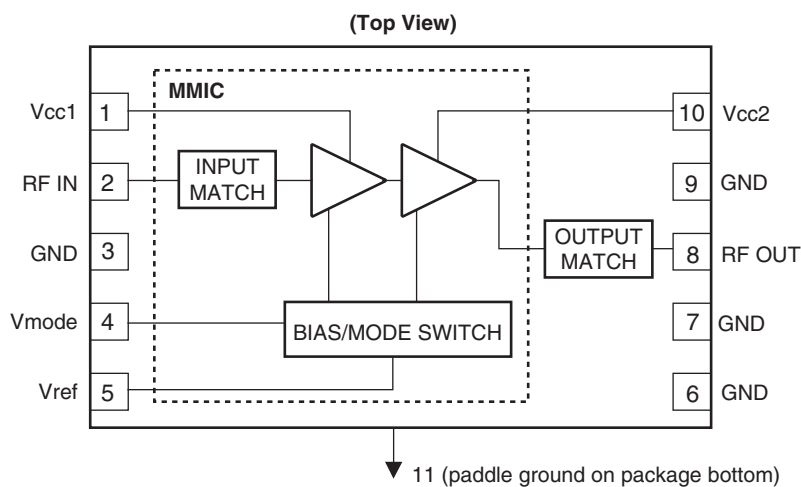 (Top View)
MMIC
Vcc1
1
10
Vcc2
RF IN
2
INPUT
MATCH
9
GND
GND
3
OUTPUT
MATCH
8
RF OUT
Vmode
4
BIAS/MODE SWITCH
7
GND
Vref
5
6
GND
11 (paddle ground on package bottom)